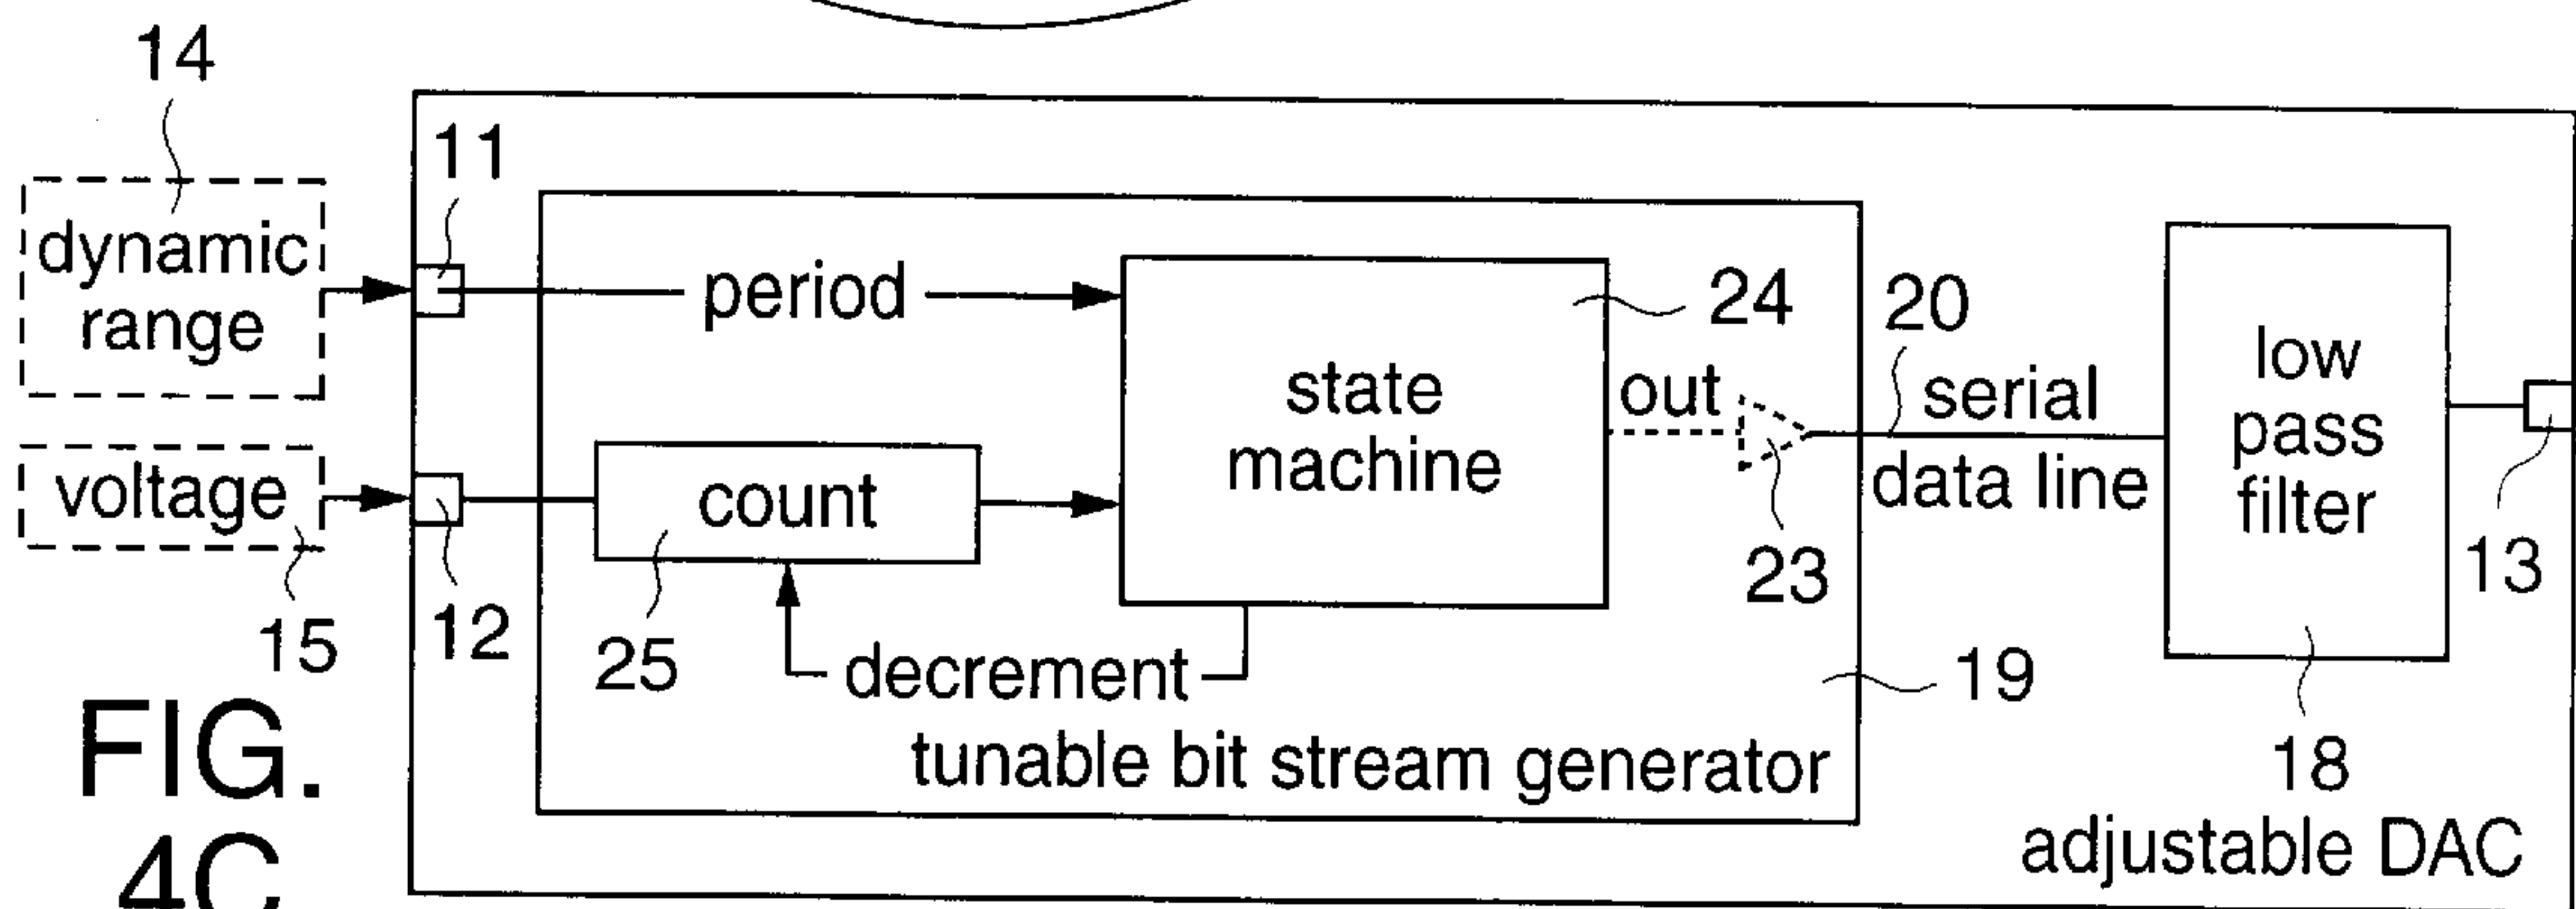 14
11
dynamic
range
period
state
machine
24
out
20
serial
data line
low
pass
filter
voltage
count
23
13
15
12
25
decrement
19
tunable bit stream generator
18
adjustable DAC
FIG.
4C